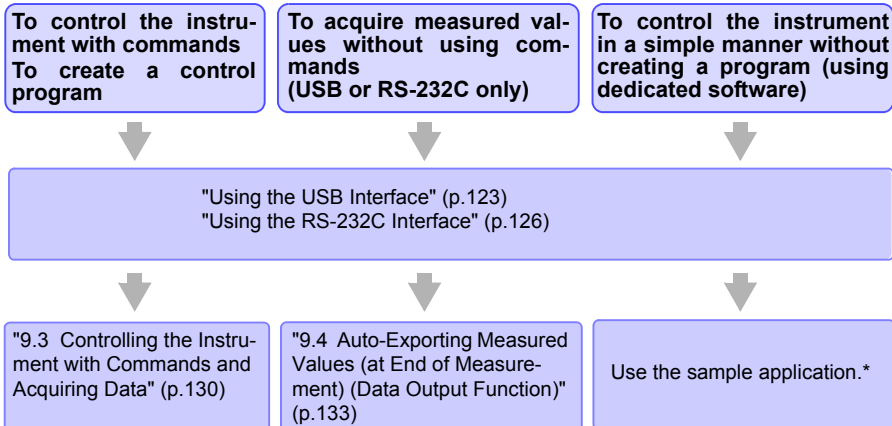 To control the instru-
ment with commands
To create a control
program
To acquire measured val-
ues without using com-
mands
(USB or RS-232C only)
To control the instrument
in a simple manner without
creating a program (using
dedicated software)
"Using the USB Interface" (p.123)
"Using the RS-232C Interface" (p.126)
"9.3 Controlling the Instru-
ment with Commands and
Acquiring Data" (p.130)
"9.4 Auto-Exporting Measured
Values (at End of Measure-
ment) (Data Output Function)"
(p.133)
Use the sample application.*